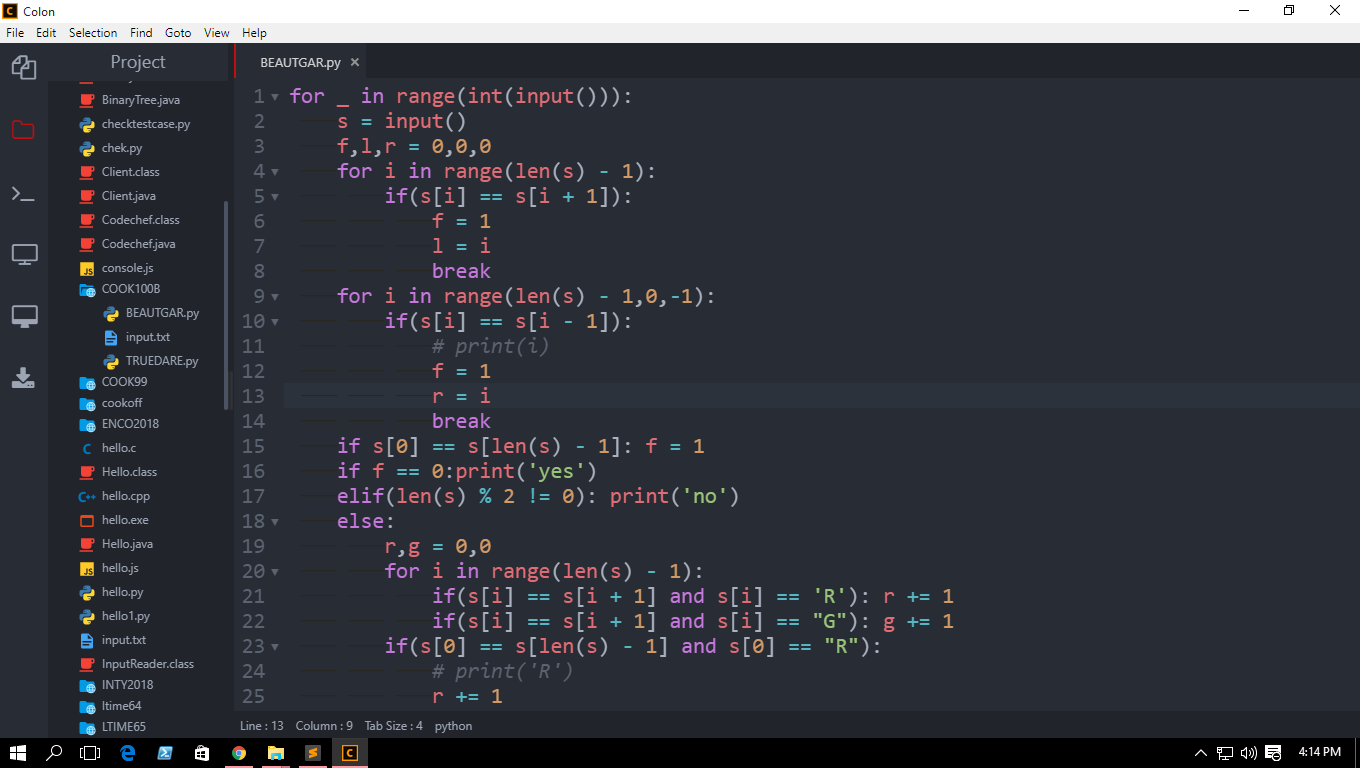 Colon
File Edit Selection Find Goto View Help
Project
BinaryTree.java
checktestcase.py
chek.py
Client.class
Client.java
Codechef.class
Codechef.java
console.js
COOK100B
BEAUTGAR.py
input.txt
TRUEDARE.py
COOK99
cookoff
ENCO2018
hello.c
Hello.class
hello.cpp
hello.exe
Hello.java
hello.js
hello.py
hello1.py
input.txt
InputReader.class
INTY2018
ltime64
LTIME65
BEAUTGAR.py ×
1 for _ in range(int(input())):
2 s = input()
3 f,l,r = 0,0,0
4 for i in range(len(s) - 1):
5 if(s[i] == s[i + 1]):
6 f = 1
7 l = i
8 break
9 for i in range(len(s) - 1,0,-1):
10 if(s[i] == s[i - 1]):
11 # print(i)
12 f = 1
13 r = i
14 break
15 if s[0] == s[len(s) - 1]: f = 1
16 if f == 0:print('yes')
17 elif(len(s) % 2 != 0): print('no')
18 else:
19 r,g = 0,0
20 for i in range(len(s) - 1):
21 if(s[i] == s[i + 1] and s[i] == 'R'): r += 1
22 if(s[i] == s[i + 1] and s[i] == "G"): g += 1
23 if(s[0] == s[len(s) - 1] and s[0] == "R"):
24 # print('R')
25 r += 1
Line : 13 Column : 9 Tab Size : 4 python
4:14 PM